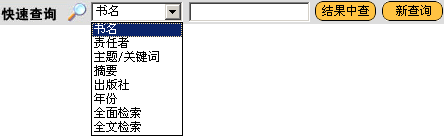 快速查询 书名 结果中查 新查询
书名
责任者
主题/关键词
摘要
出版社
年份
全面检索
全文检索